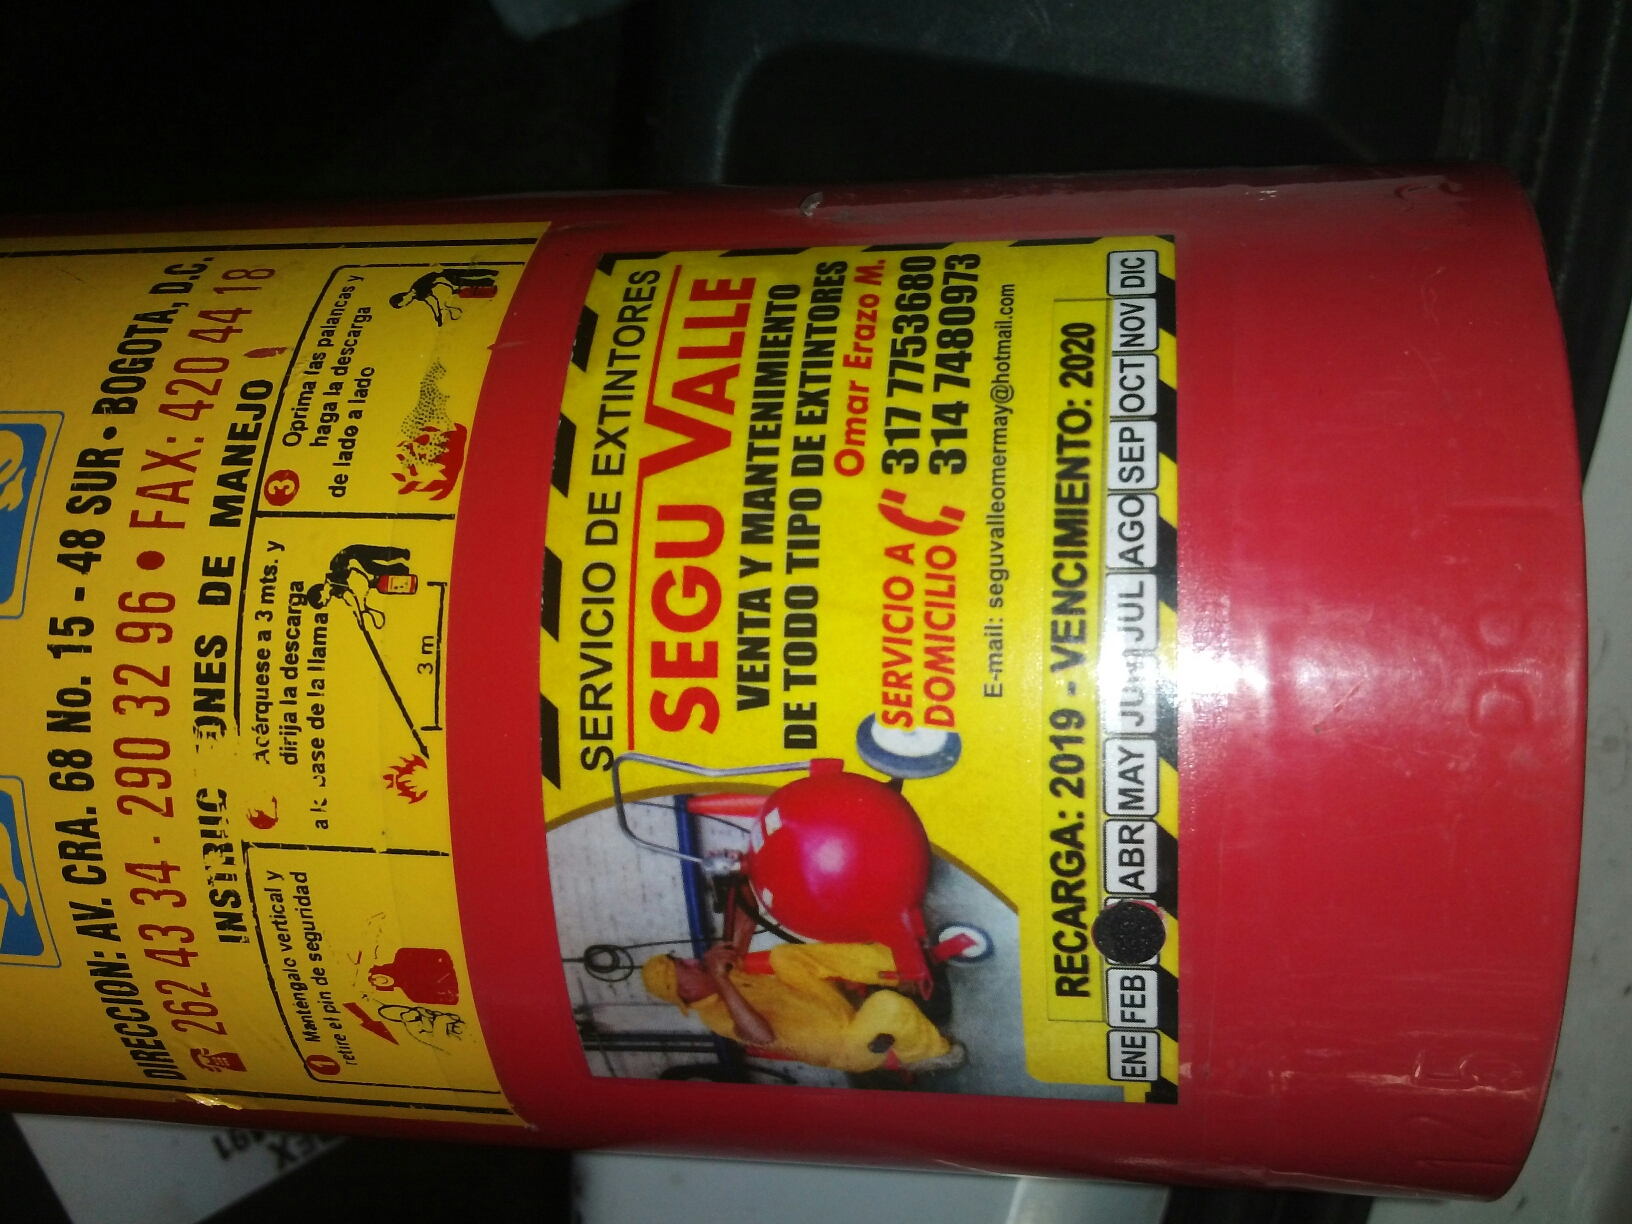 DIRECCION: AV. CRA. 68 No. 15 - 48 SUR • BOGOTA, D.C.
262 43 34 - 290 32 96 • FAX: 420 44 18
DE MANEJO
1 Manténgalo vertical y
retire el pin de seguridad
Acérquese a 3 mts. y
dirija la descarga
a la base de la llama
3 m
3 Oprima las palancas y
haga la descarga
de lado a lado
SERVICIO DE EXTINTORES
SEGU VALLE
VENTA Y MANTENIMIENTO
DE TODO TIPO DE EXTINTORES
Omar Erazo M.
SERVICIO A
DOMICILIO
317 7753680
314 7480973
E-mail: seguvalleomermay@hotmail.com
RECARGA: 2019 - VENCIMIENTO: 2020
ENE FEB ABR MAY JUN JUL AGO SEP OCT NOV DIC